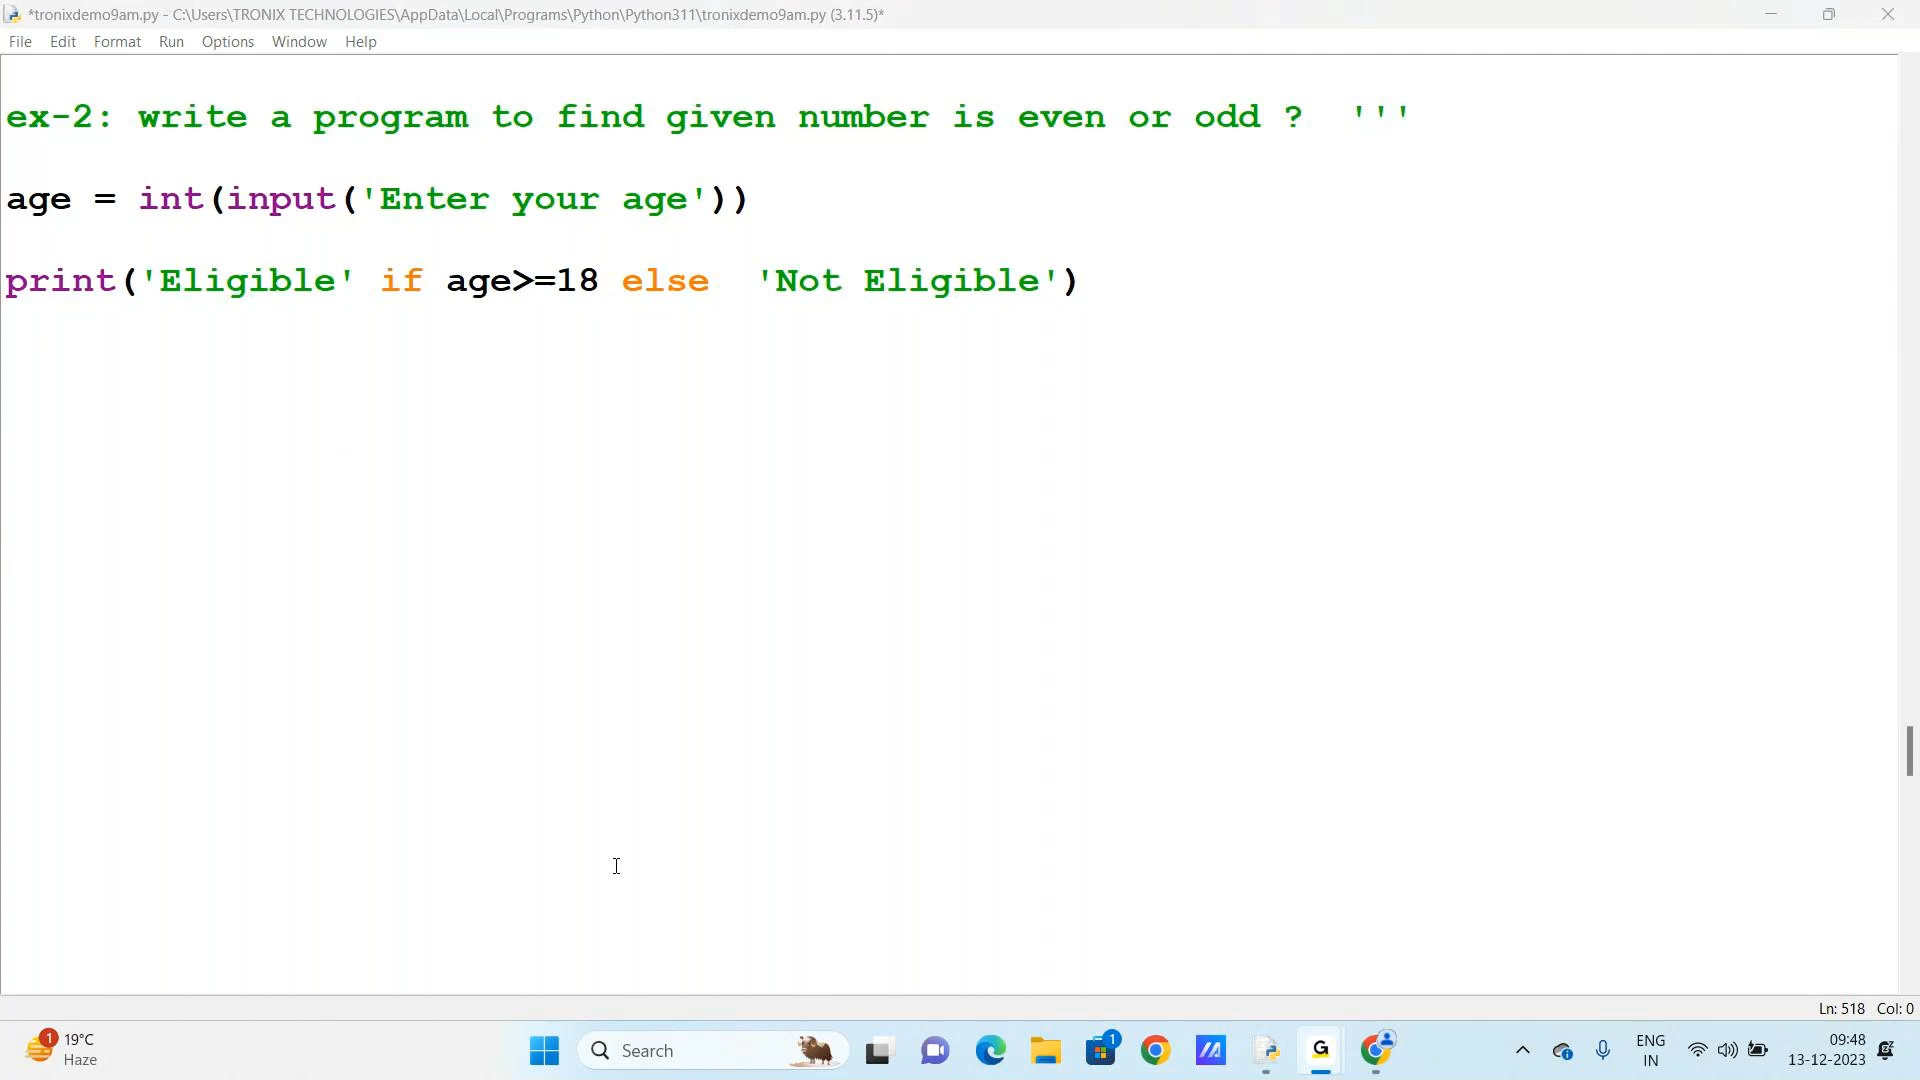 *tronixdemo9am.py - C:\Users\TRONIX TECHNOLOGIES\AppData\Local\Programs\Python\Python311\tronixdemo9am.py (3.11.5)*
File Edit Format Run Options Window Help
ex-2: write a program to find given number is even or odd ?  '''
age = int(input('Enter your age'))
print('Eligible' if age>=18 else  'Not Eligible')
Ln: 518 Col: 0
1
19°C
Haze
Search
1
G
ENG
IN
09:48
13-12-2023